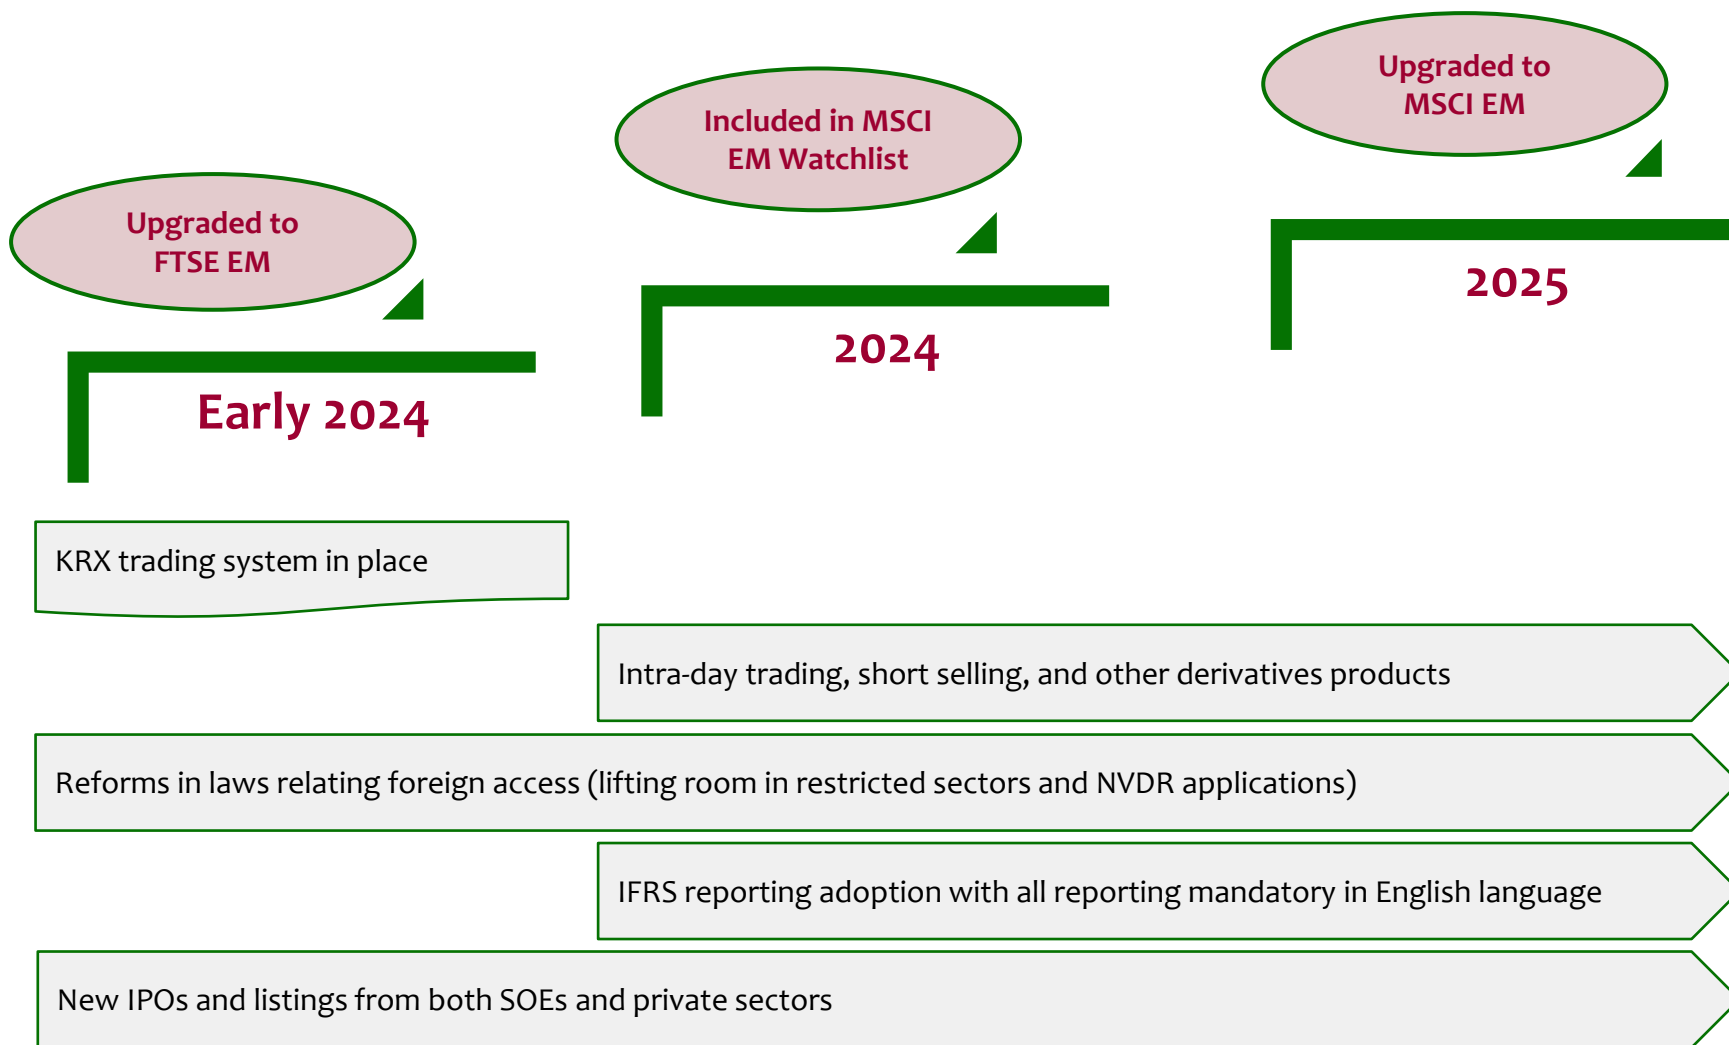 Upgraded to
MSCI EM
Included in MSCI
EM Watchlist
Upgraded to
FTSE EM
2025
2024
Early 2024
KRX trading system in place
Intra-day trading, short selling, and other derivatives products
Reforms in laws relating foreign access (lifting room in restricted sectors and NVDR applications)
IFRS reporting adoption with all reporting mandatory in English language
New IPOs and listings from both SOEs and private sectors